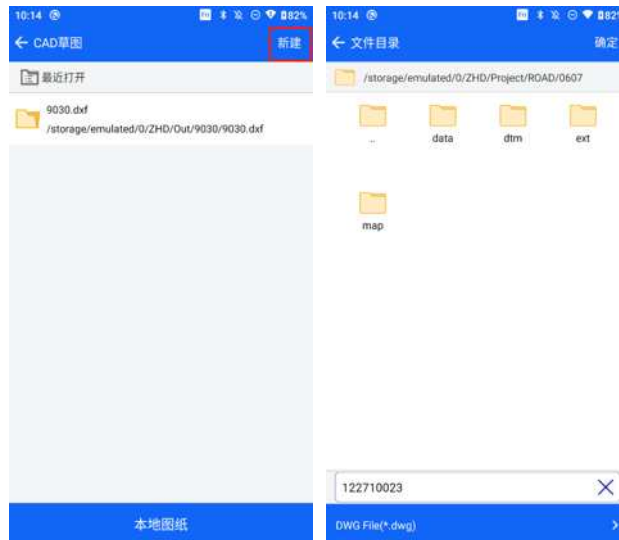 10:14
82%
CAD草图
新建
最近打开
9030.dxf
/storage/emulated/0/ZHD/Out/9030/9030.dxf
本地图纸
10:14
82%
文件目录
确定
/storage/emulated/0/ZHD/Project/ROAD/0607
..
data
dtm
ext
map
122710023
DWG File(*.dwg)